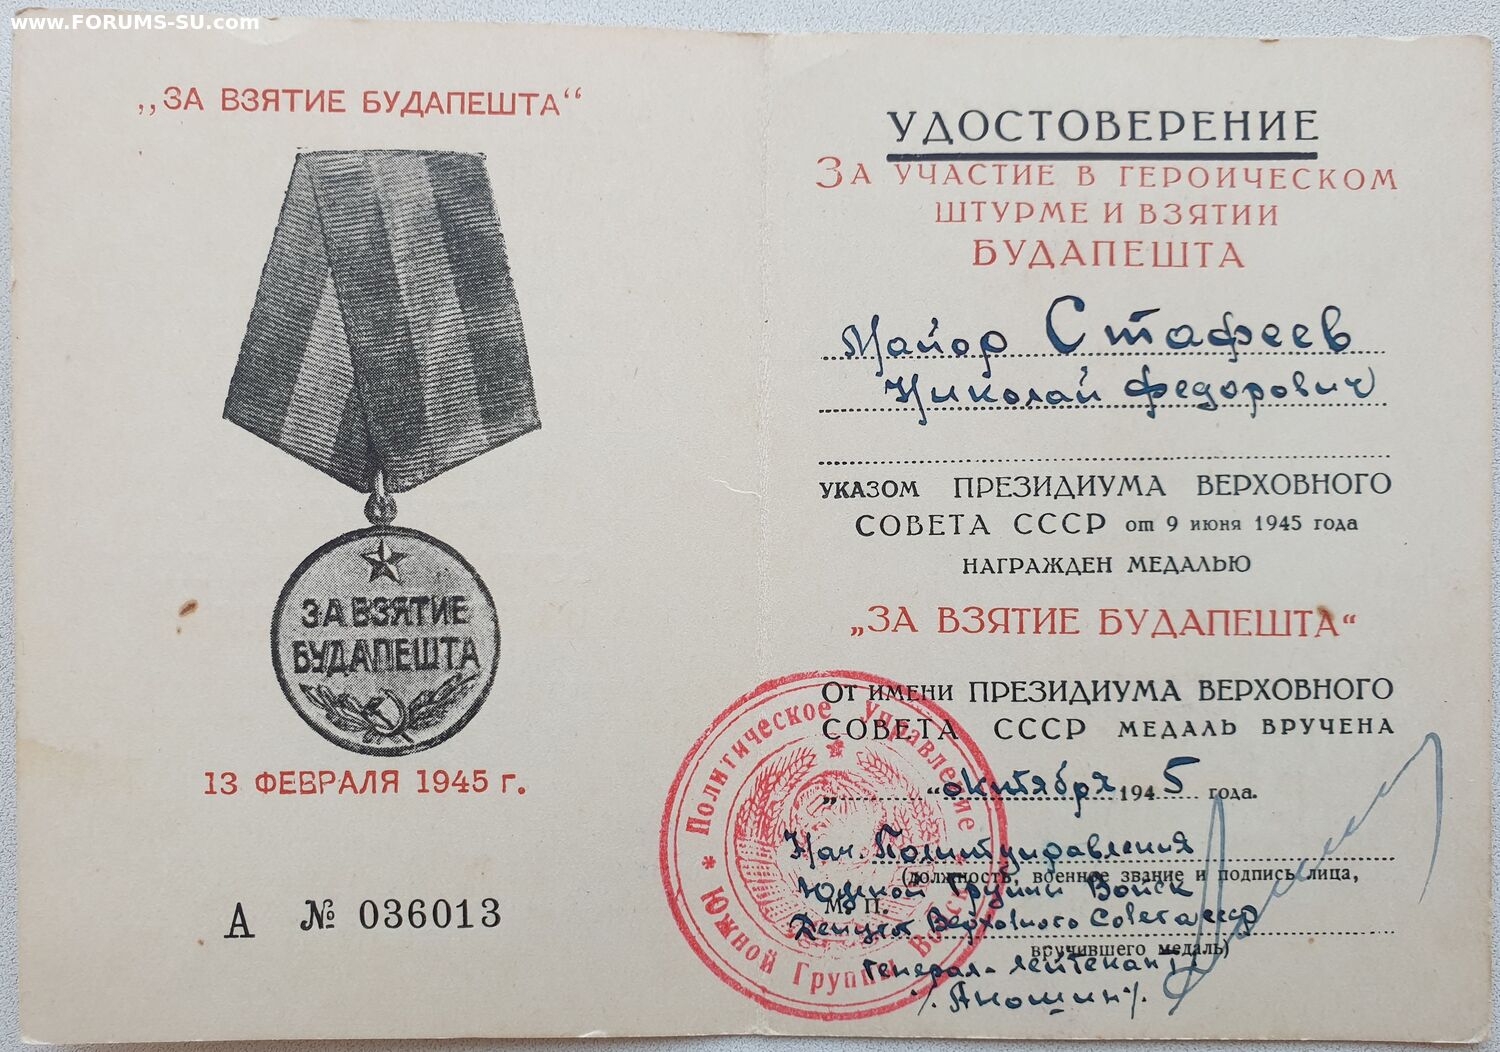 www.FORUMS-SU.com
„ЗА ВЗЯТИЕ БУДАПЕШТА“
ЗА ВЗЯТИЕ
БУДАПЕШТА
13 ФЕВРАЛЯ 1945 г.
А № 036013
УДОСТОВЕРЕНИЕ
ЗА УЧАСТИЕ В ГЕРОИЧЕСКОМ
ШТУРМЕ И ВЗЯТИИ
БУДАПЕШТА
Майор Стафеев
Николай Федорович
УКАЗОМ ПРЕЗИДИУМА ВЕРХОВНОГО
СОВЕТА СССР от 9 июня 1945 года
НАГРАЖДЕН МЕДАЛЬЮ
„ЗА ВЗЯТИЕ БУДАПЕШТА“
ОТ ИМЕНИ ПРЕЗИДИУМА ВЕРХОВНОГО
СОВЕТА СССР МЕДАЛЬ ВРУЧЕНА
„ “ октября 1945 года.
Нач. Политуправления
(должность, военное звание и подпись лица,
Южной Группы Войск
М. П.
Депутат Верховного Совета СССР
вручившего медаль)
Генерал-лейтенант
/.Аношин/.
Политическое Управление
* Южной Группы Войск *